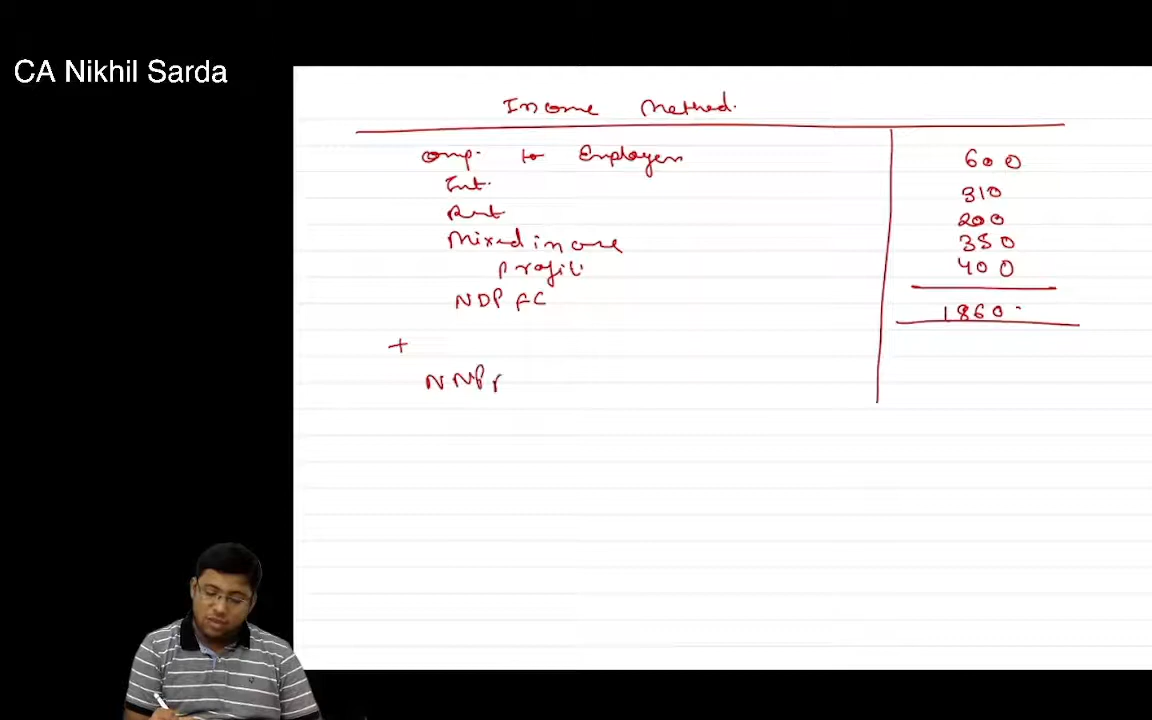 CA Nikhil Sarda
Income Method.
Comp. to Employees 600
Int. 310
Rent 200
Mixed income 350
Profit 400
NDP FC 1860
+
NNP F